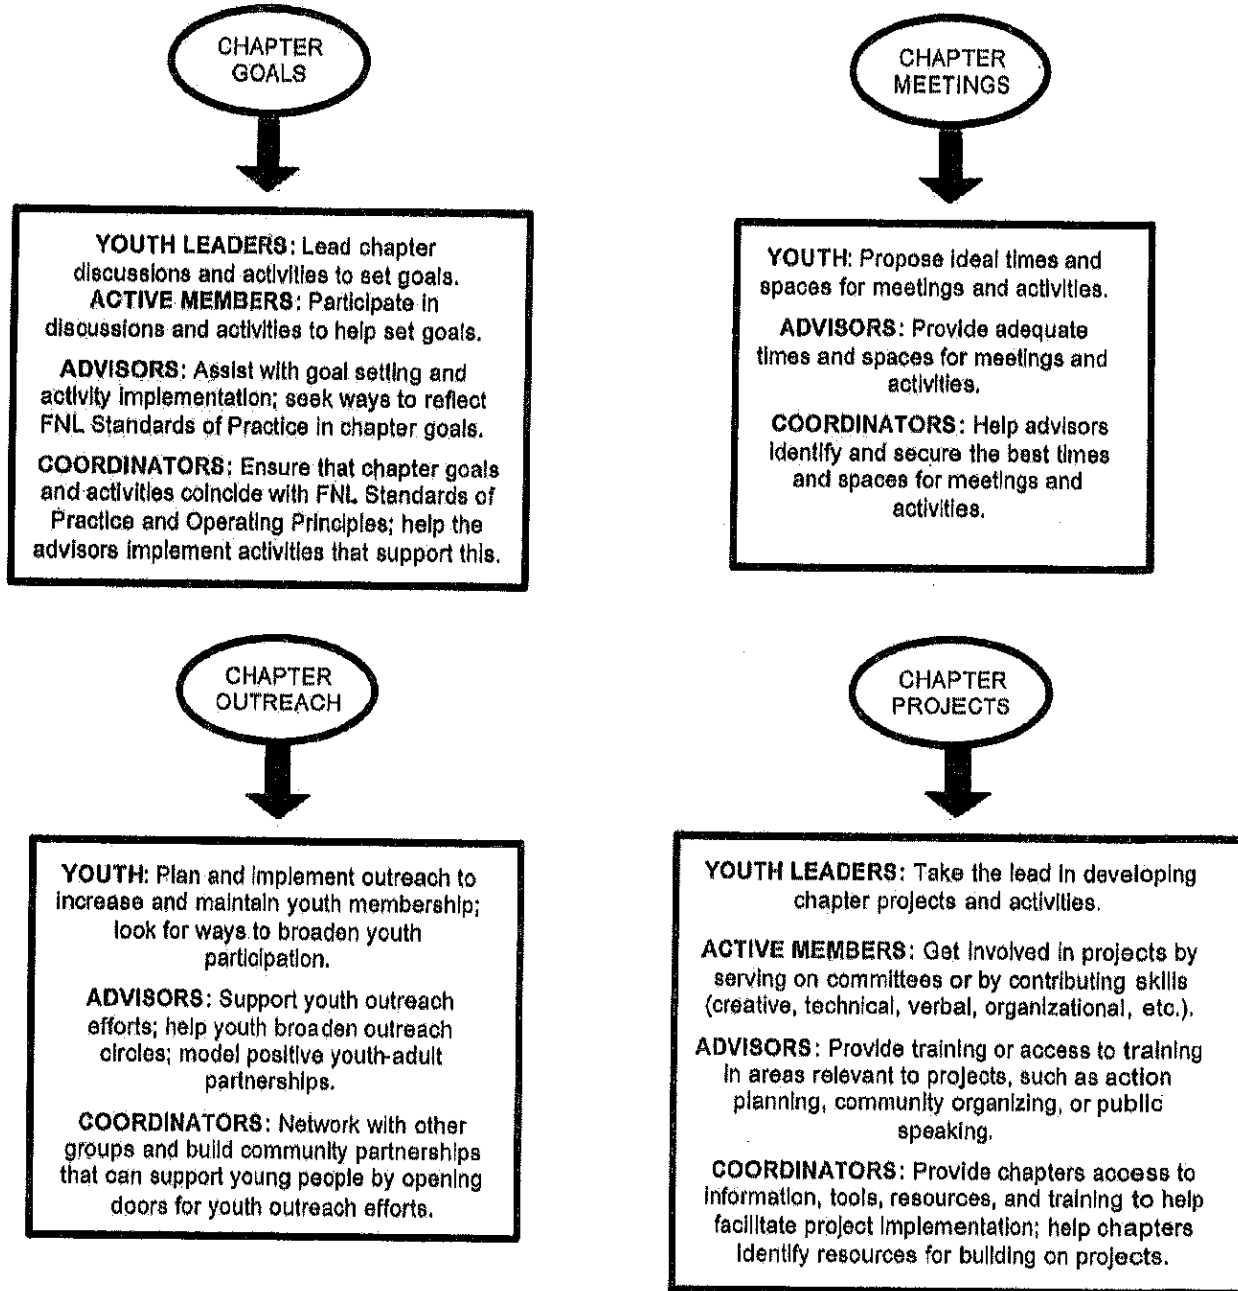 CHAPTER
GOALS
YOUTH LEADERS: Lead chapter
discussions and activities to set goals.
ACTIVE MEMBERS: Participate in
discussions and activities to help set goals.
ADVISORS: Assist with goal setting and
activity implementation; seek ways to reflect
FNL Standards of Practice in chapter goals.
COORDINATORS: Ensure that chapter goals
and activities coincide with FNL Standards of
Practice and Operating Principles; help the
advisors implement activities that support this.
CHAPTER
MEETINGS
YOUTH: Propose ideal times and
spaces for meetings and activities.
ADVISORS: Provide adequate
times and spaces for meetings and
activities.
COORDINATORS: Help advisors
identify and secure the best times
and spaces for meetings and
activities.
CHAPTER
OUTREACH
YOUTH: Plan and implement outreach to
increase and maintain youth membership;
look for ways to broaden youth
participation.
ADVISORS: Support youth outreach
efforts; help youth broaden outreach
circles; model positive youth-adult
partnerships.
COORDINATORS: Network with other
groups and build community partnerships
that can support young people by opening
doors for youth outreach efforts.
CHAPTER
PROJECTS
YOUTH LEADERS: Take the lead in developing
chapter projects and activities.
ACTIVE MEMBERS: Get involved in projects by
serving on committees or by contributing skills
(creative, technical, verbal, organizational, etc.).
ADVISORS: Provide training or access to training
in areas relevant to projects, such as action
planning, community organizing, or public
speaking.
COORDINATORS: Provide chapters access to
information, tools, resources, and training to help
facilitate project implementation; help chapters
identify resources for building on projects.